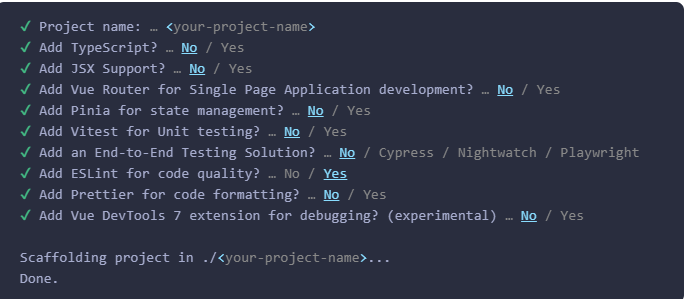 ✓ Project name: … <your-project-name>
✓ Add TypeScript? … No / Yes
✓ Add JSX Support? … No / Yes
✓ Add Vue Router for Single Page Application development? … No / Yes
✓ Add Pinia for state management? … No / Yes
✓ Add Vitest for Unit testing? … No / Yes
✓ Add an End-to-End Testing Solution? … No / Cypress / Nightwatch / Playwright
✓ Add ESLint for code quality? … No / Yes
✓ Add Prettier for code formatting? … No / Yes
✓ Add Vue DevTools 7 extension for debugging? (experimental) … No / Yes

Scaffolding project in ./<your-project-name>...
Done.